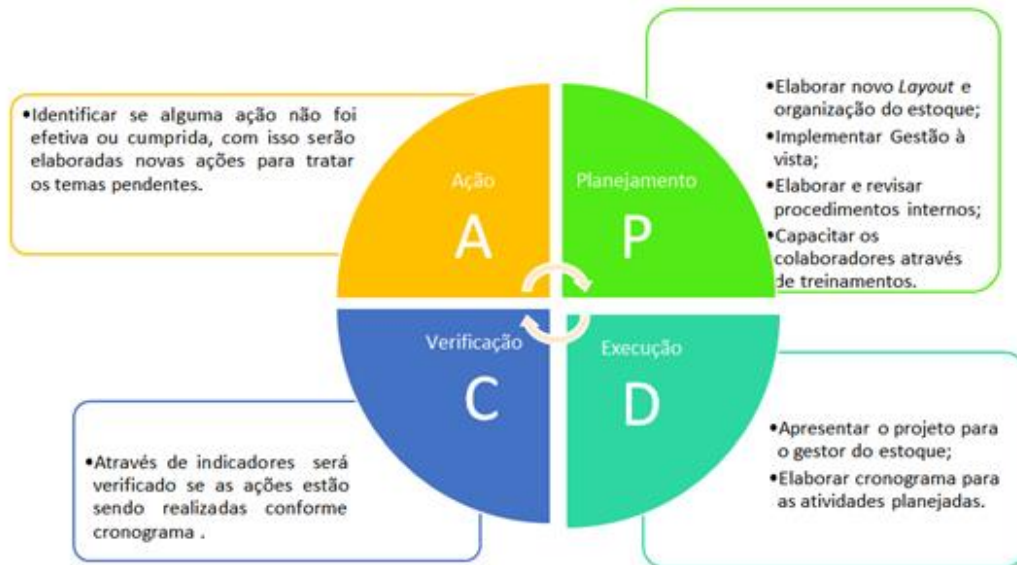 •Identificar se alguma ação não foi
efetiva ou cumprida, com isso serão
elaboradas novas ações para tratar
os temas pendentes.
Ação
A
Planejamento
P
•Elaborar novo Layout e
organização do estoque;
•Implementar Gestão à
vista;
•Elaborar e revisar
procedimentos internos;
•Capacitar os
colaboradores através
de treinamentos.
Verificação
C
Execução
D
•Através de indicadores será
verificado se as ações estão
sendo realizadas conforme
cronograma .
•Apresentar o projeto para
o gestor do estoque;
•Elaborar cronograma para
as atividades planejadas.